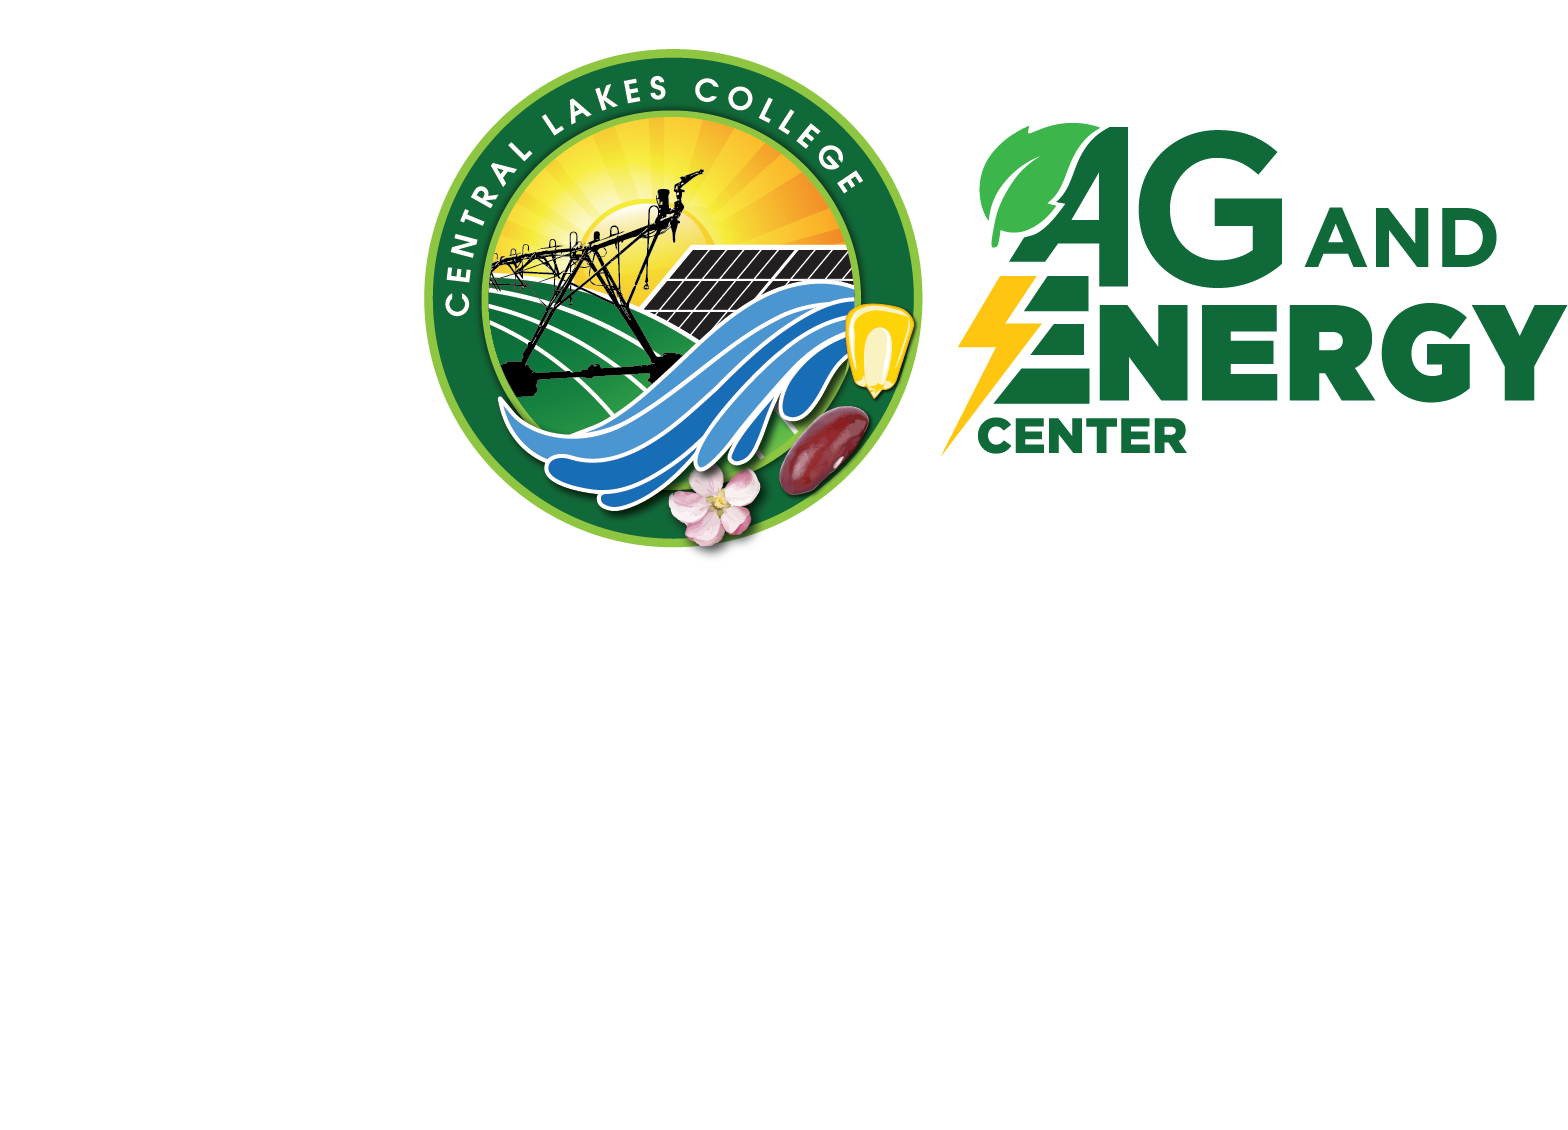 CENTRAL LAKES COLLEGE
AG AND
ENERGY
CENTER